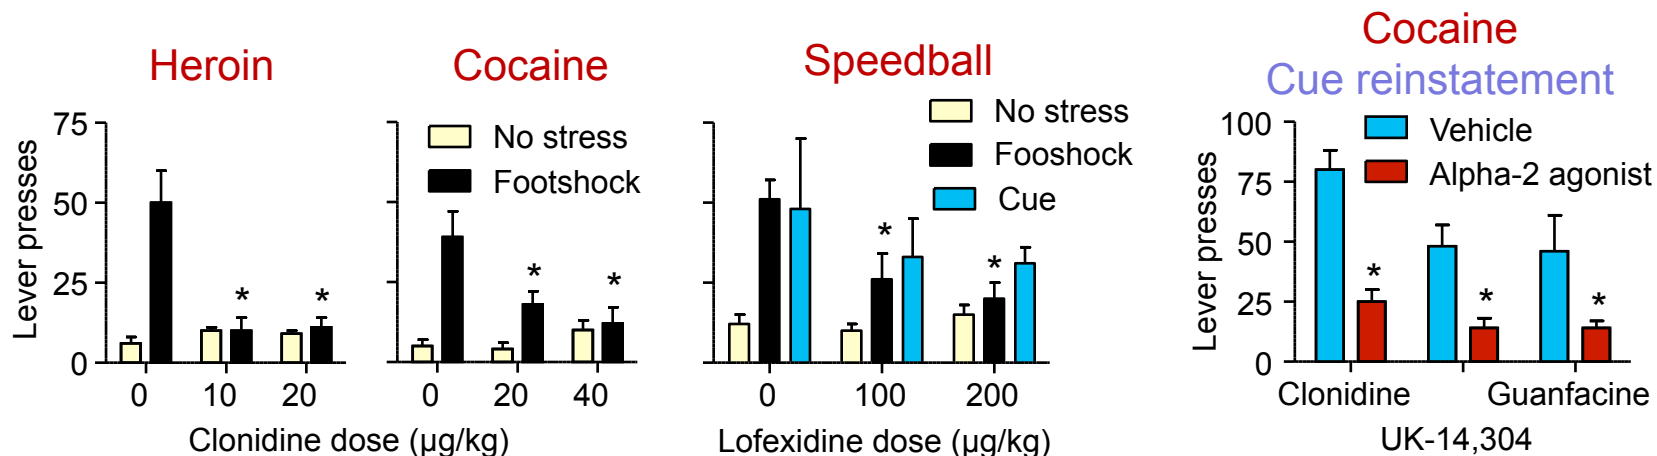 Heroin
Lever presses
75
50
25
0
*
*
0 10 20
Cocaine
No stress
Footshock
*
*
0 20 40
Clonidine dose (µg/kg)
Speedball
No stress
Fooshock
Cue
*
*
0 100 200
Lofexidine dose (µg/kg)
Cocaine
Cue reinstatement
Lever presses
100
75
50
25
0
Vehicle
Alpha-2 agonist
*
*
*
Clonidine Guanfacine
UK-14,304